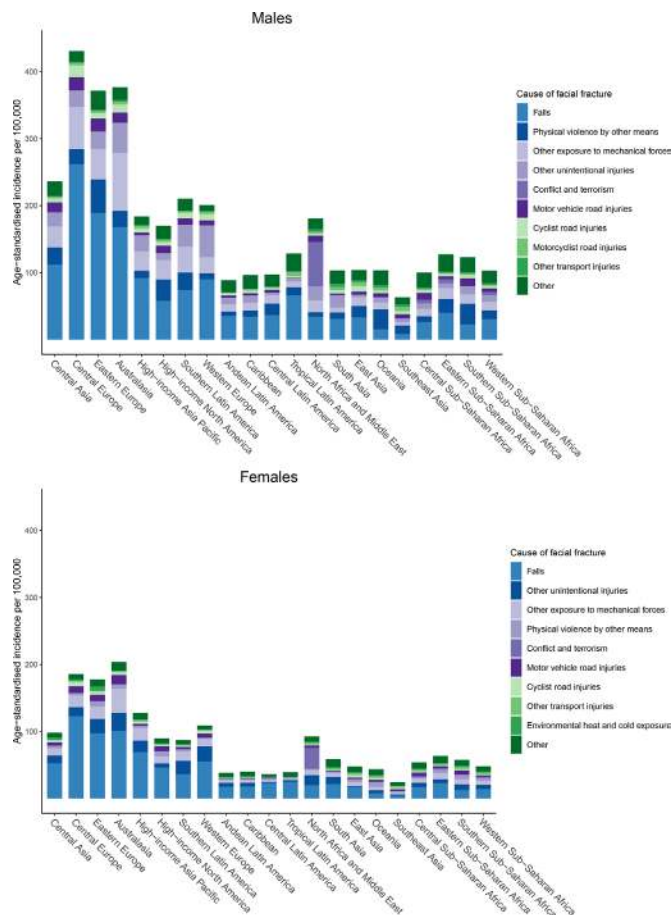 Males
Age-standardised incidence per 100,000
400
300
200
100
Cause of facial fracture
Falls
Physical violence by other means
Other exposure to mechanical forces
Other unintentional injuries
Conflict and terrorism
Motor vehicle road injuries
Cyclist road injuries
Motorcyclist road injuries
Other transport injuries
Other
Central Asia
Central Europe
Eastern Europe
Australasia
High-income Asia Pacific
High-income North America
Southern Latin America
Western Europe
Andean Latin America
Caribbean
Central Latin America
Tropical Latin America
North Africa and Middle East
South Asia
East Asia
Oceania
Southeast Asia
Central Sub-Saharan Africa
Eastern Sub-Saharan Africa
Southern Sub-Saharan Africa
Western Sub-Saharan Africa
Females
Age-standardised incidence per 100,000
400
300
200
100
Cause of facial fracture
Falls
Other unintentional injuries
Other exposure to mechanical forces
Physical violence by other means
Conflict and terrorism
Motor vehicle road injuries
Cyclist road injuries
Other transport injuries
Environmental heat and cold exposure
Other
Central Asia
Central Europe
Eastern Europe
Australasia
High-income Asia Pacific
High-income North America
Southern Latin America
Western Europe
Andean Latin America
Caribbean
Central Latin America
Tropical Latin America
North Africa and Middle East
South Asia
East Asia
Oceania
Southeast Asia
Central Sub-Saharan Africa
Eastern Sub-Saharan Africa
Southern Sub-Saharan Africa
Western Sub-Saharan Africa